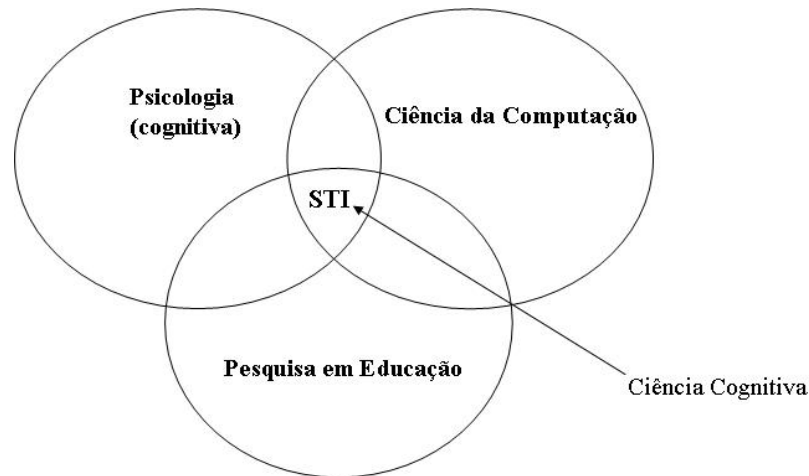 Psicologia
(cognitiva)
Ciência da Computação
STI
Pesquisa em Educação
Ciência Cognitiva